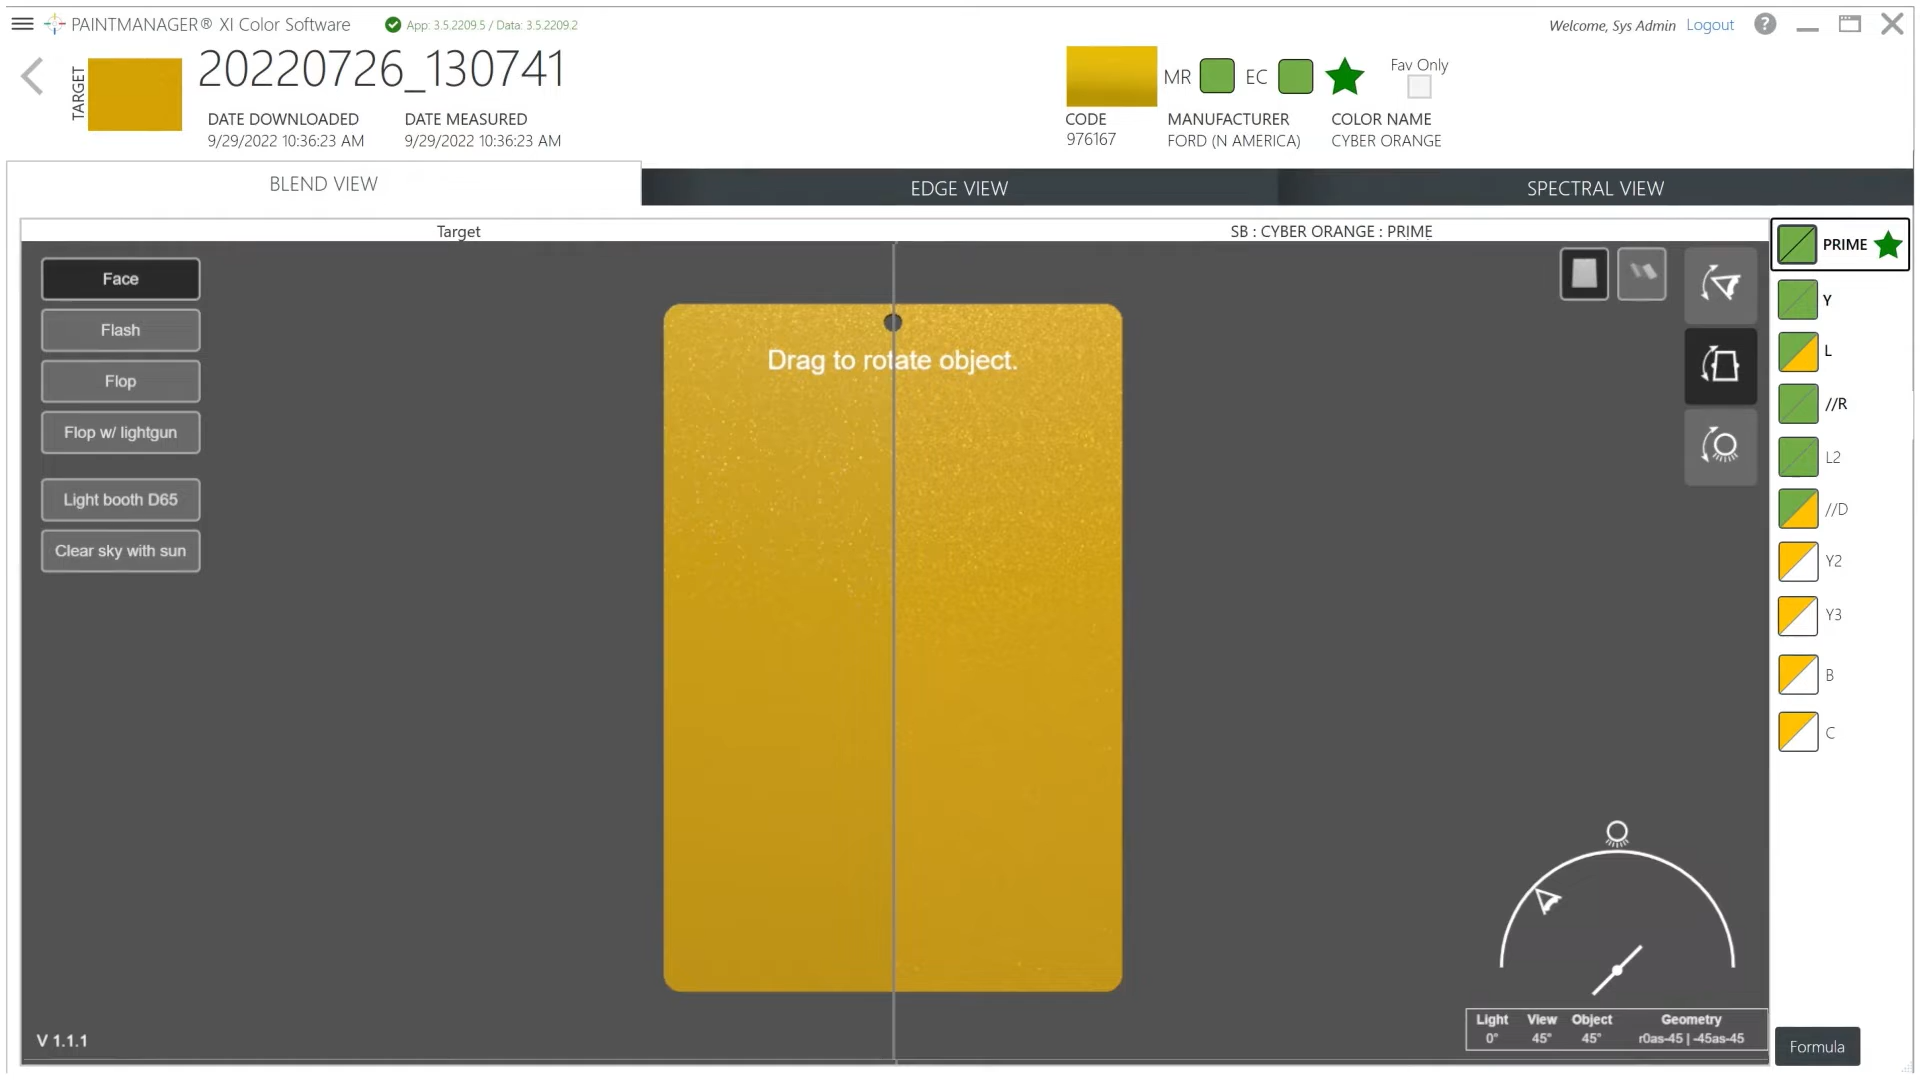 PAINTMANAGER® XI Color Software
App: 3.5.2209.5 / Data: 3.5.2209.2
Welcome, Sys Admin Logout ?
TARGET
20220726_130741
DATE DOWNLOADED DATE MEASURED
9/29/2022 10:36:23 AM 9/29/2022 10:36:23 AM
MR EC Fav Only
CODE MANUFACTURER COLOR NAME
976167 FORD (N AMERICA) CYBER ORANGE
BLEND VIEW EDGE VIEW SPECTRAL VIEW
Target SB : CYBER ORANGE : PRIME
Face
Flash
Flop
Flop w/ lightgun
Light booth D65
Clear sky with sun
Drag to rotate object.
PRIME
Y
L
//R
L2
//D
Y2
Y3
B
C
Light View Object Geometry
0° 45° 45° r0as-45 | -45as-45
V 1.1.1
Formula